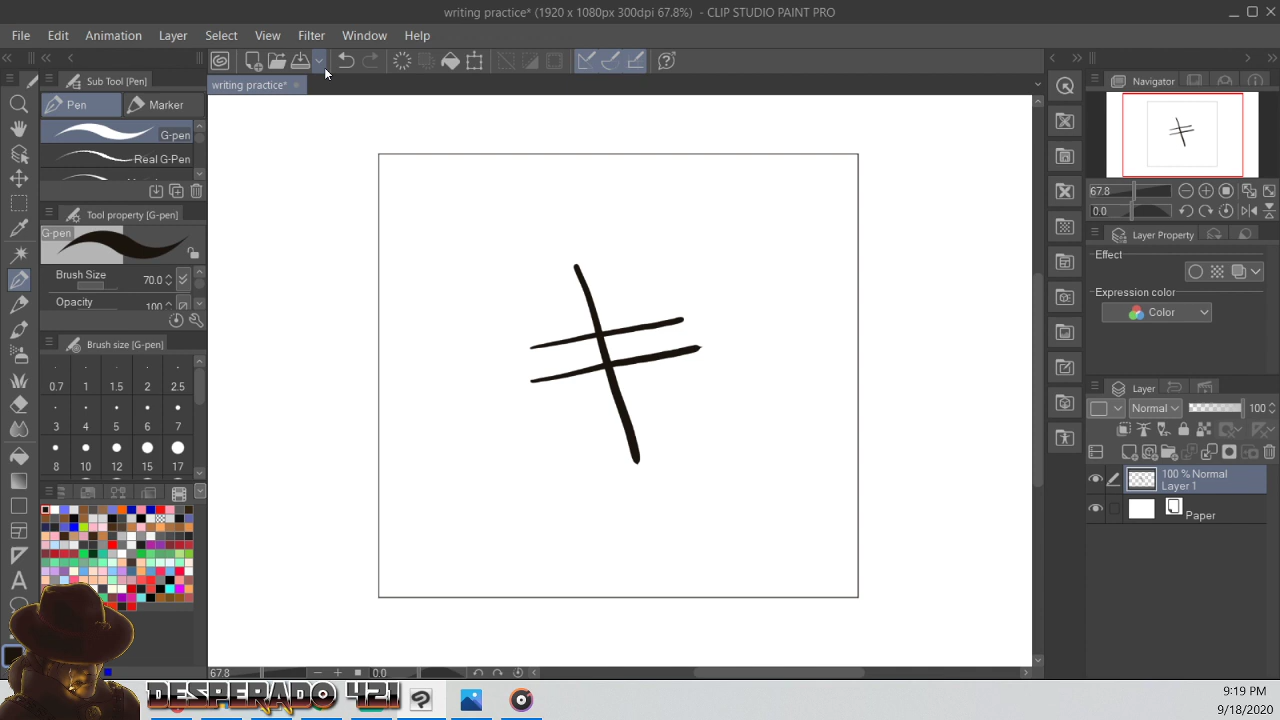 writing practice* (1920 x 1080px 300dpi 67.8%) - CLIP STUDIO PAINT PRO
File Edit Animation Layer Select View Filter Window Help
Sub Tool [Pen]
writing practice*
Navigator
Pen Marker
G-pen
Real G-Pen
67.8
0.0
Tool property [G-pen]
G-pen
Layer Property
Effect
Brush Size 70.0
Opacity 100
Expression color
Color
Brush size [G-pen]
0.7 1 1.5 2 2.5
3 4 5 6 7
8 10 12 15 17
Layer
Normal 100
100 % Normal
Layer 1
Paper
A
67.8 0.0
DESPERADO 421
9:19 PM
9/18/2020